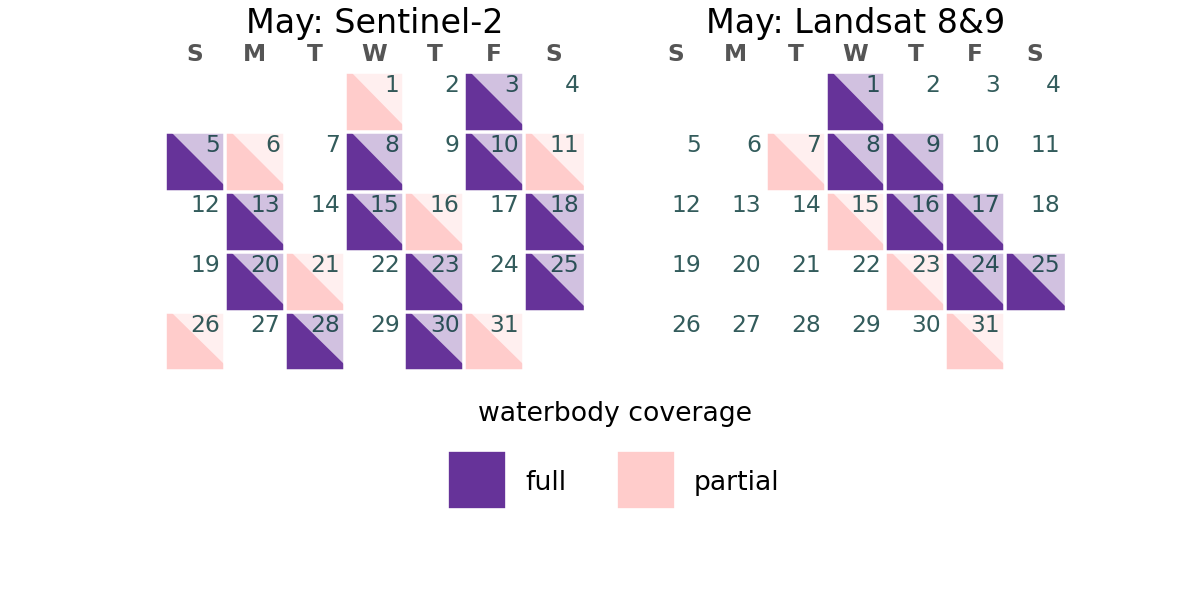 May: Sentinel-2
S M T W T F S
1 2 3 4
5 6 7 8 9 10 11
12 13 14 15 16 17 18
19 20 21 22 23 24 25
26 27 28 29 30 31
May: Landsat 8&9
S M T W T F S
1 2 3 4
5 6 7 8 9 10 11
12 13 14 15 16 17 18
19 20 21 22 23 24 25
26 27 28 29 30 31
waterbody coverage
full
partial